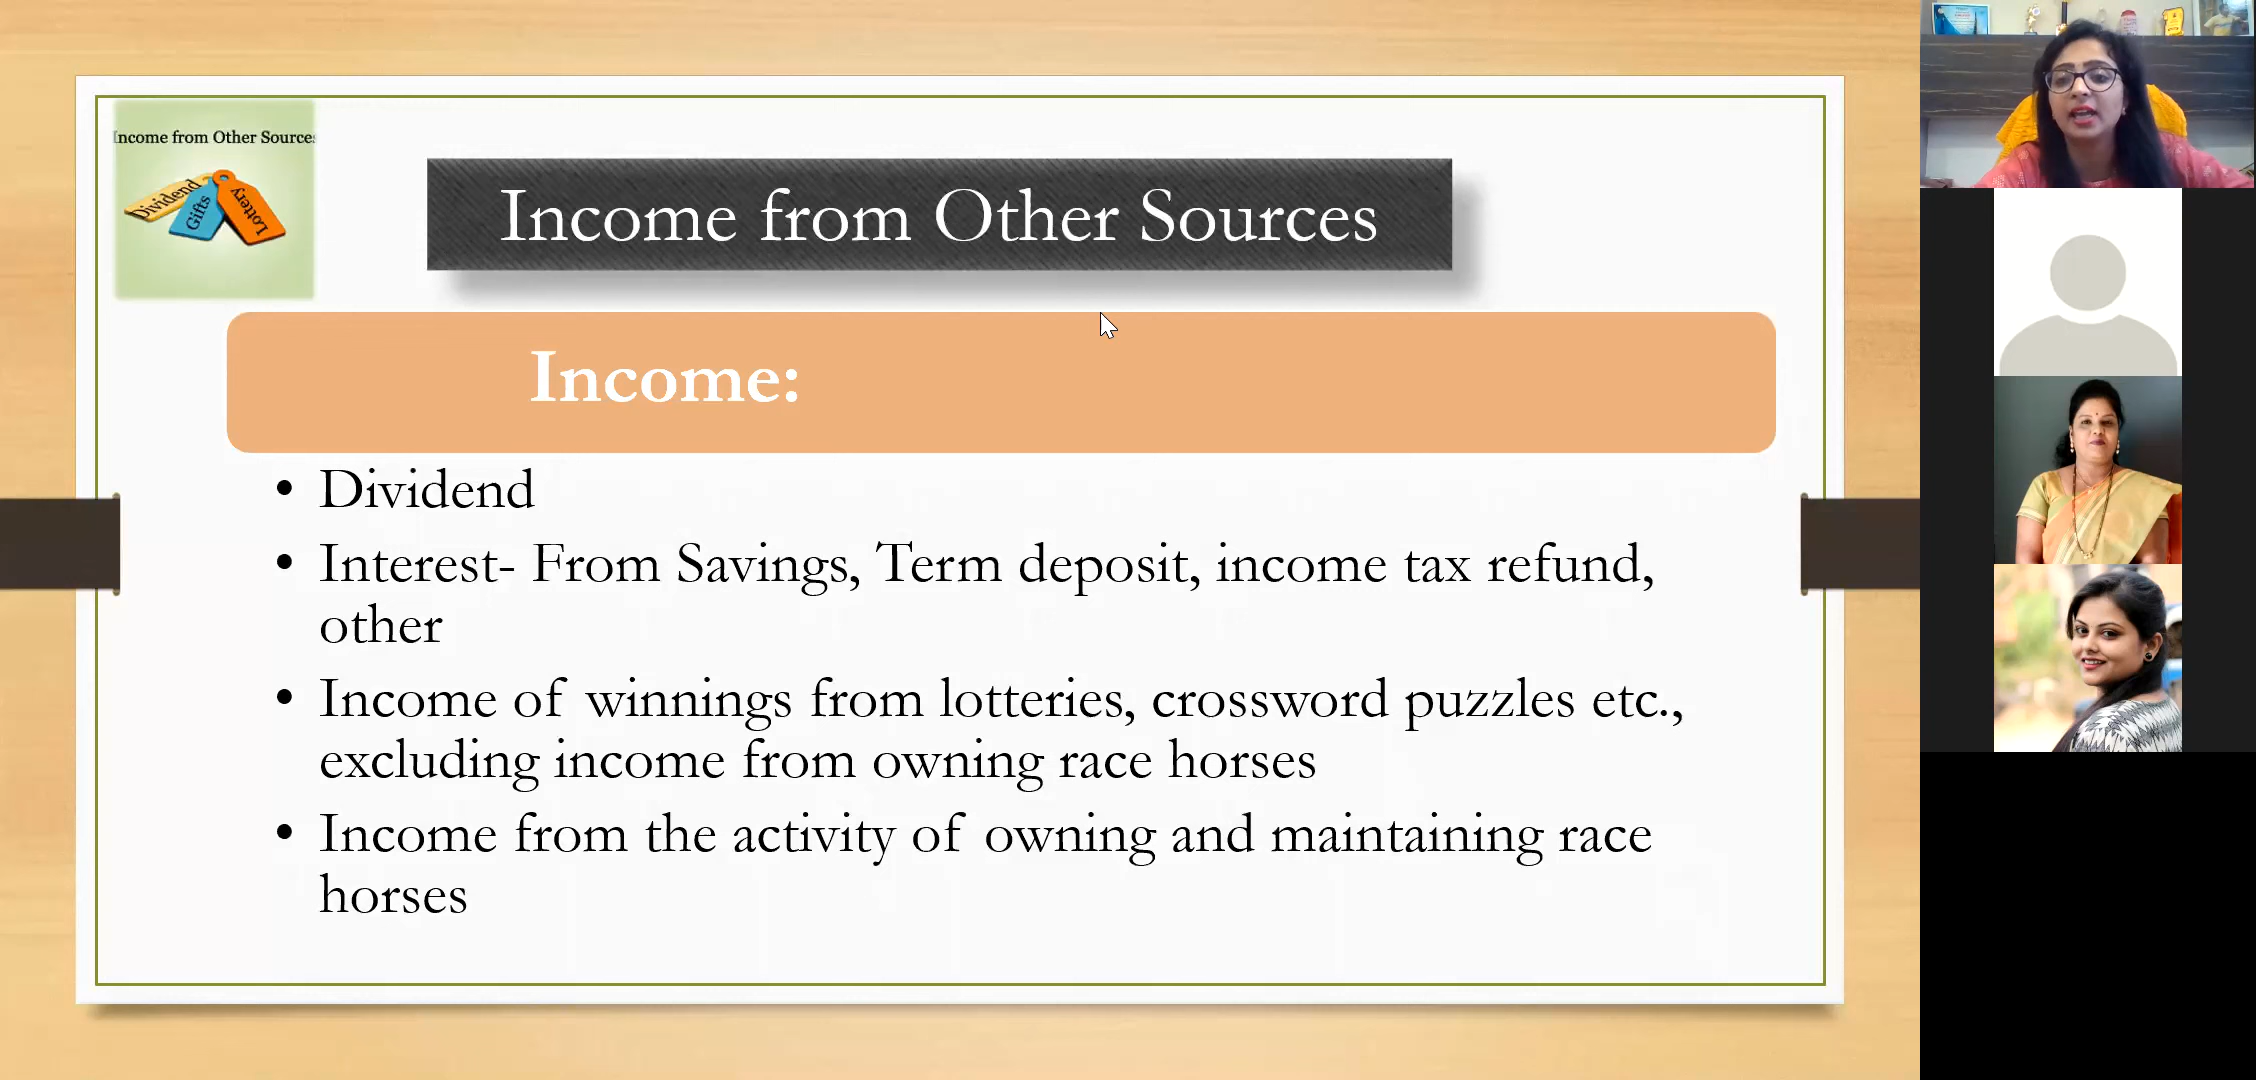 Income from Other Sources
Dividend
Gifts
Lottery
Income from Other Sources
Income:
• Dividend
• Interest- From Savings, Term deposit, income tax refund,
other
• Income of winnings from lotteries, crossword puzzles etc.,
excluding income from owning race horses
• Income from the activity of owning and maintaining race
horses